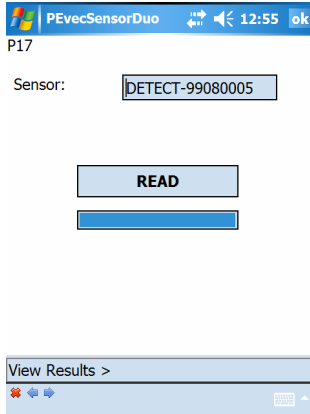 PEvecSensorDuo 12:55 ok
P17
Sensor: DETECT-99080005
READ
View Results >